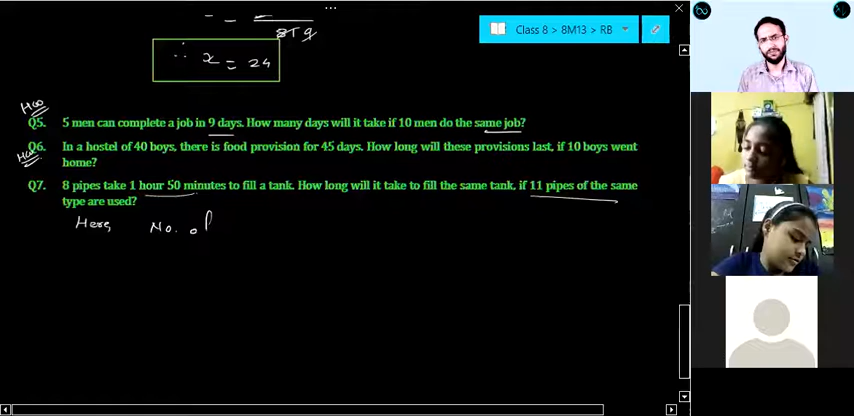 Class 8 > 8M13 > RB
∴ x = 24
HW
Q5. 5 men can complete a job in 9 days. How many days will it take if 10 men do the same job?
HW
Q6. In a hostel of 40 boys, there is food provision for 45 days. How long will these provisions last, if 10 boys went
home?
Q7. 8 pipes take 1 hour 50 minutes to fill a tank. How long will it take to fill the same tank, if 11 pipes of the same
type are used?
Here, No. of